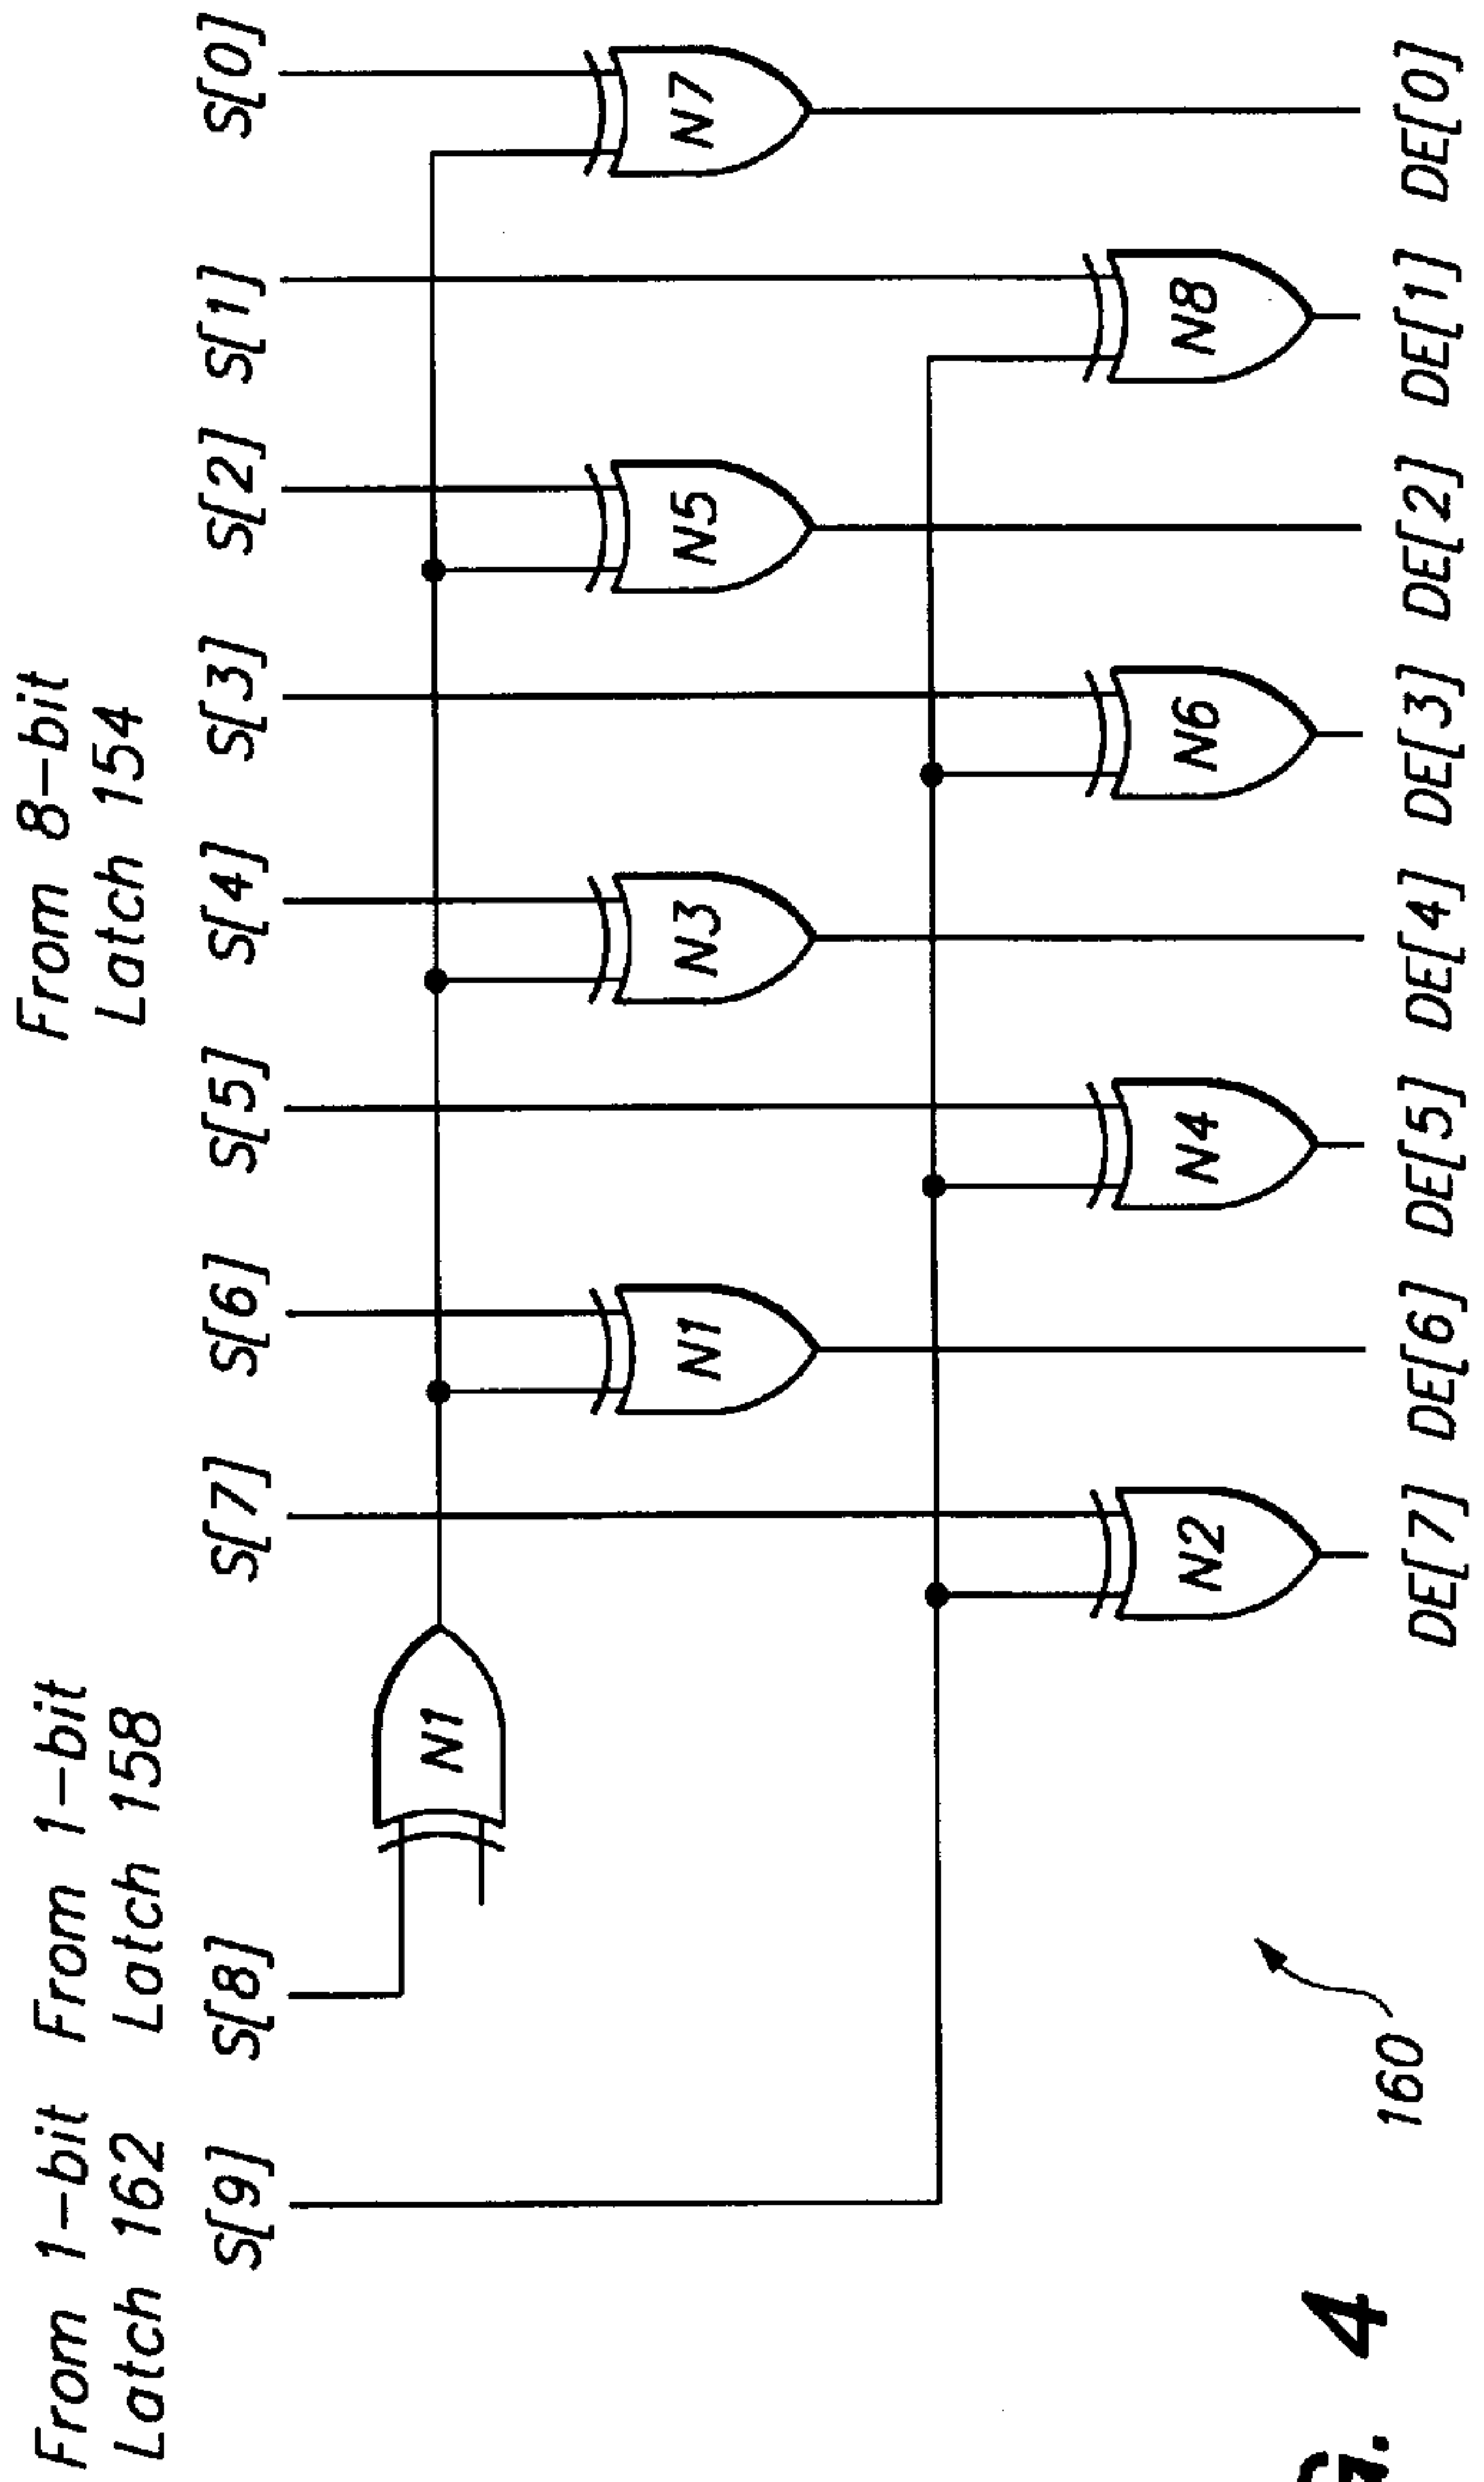 From 1-bit
Latch 162
From 1-bit
Latch 158
From 8-bit
Latch 154
S[9] S[8] S[7] S[6] S[5] S[4] S[3] S[2] S[1] S[0]
N1
N1 N3 N5 N7
N2 N4 N6 N8
160
DE[7] DE[6] DE[5] DE[4] DE[3] DE[2] DE[1] DE[0]
4